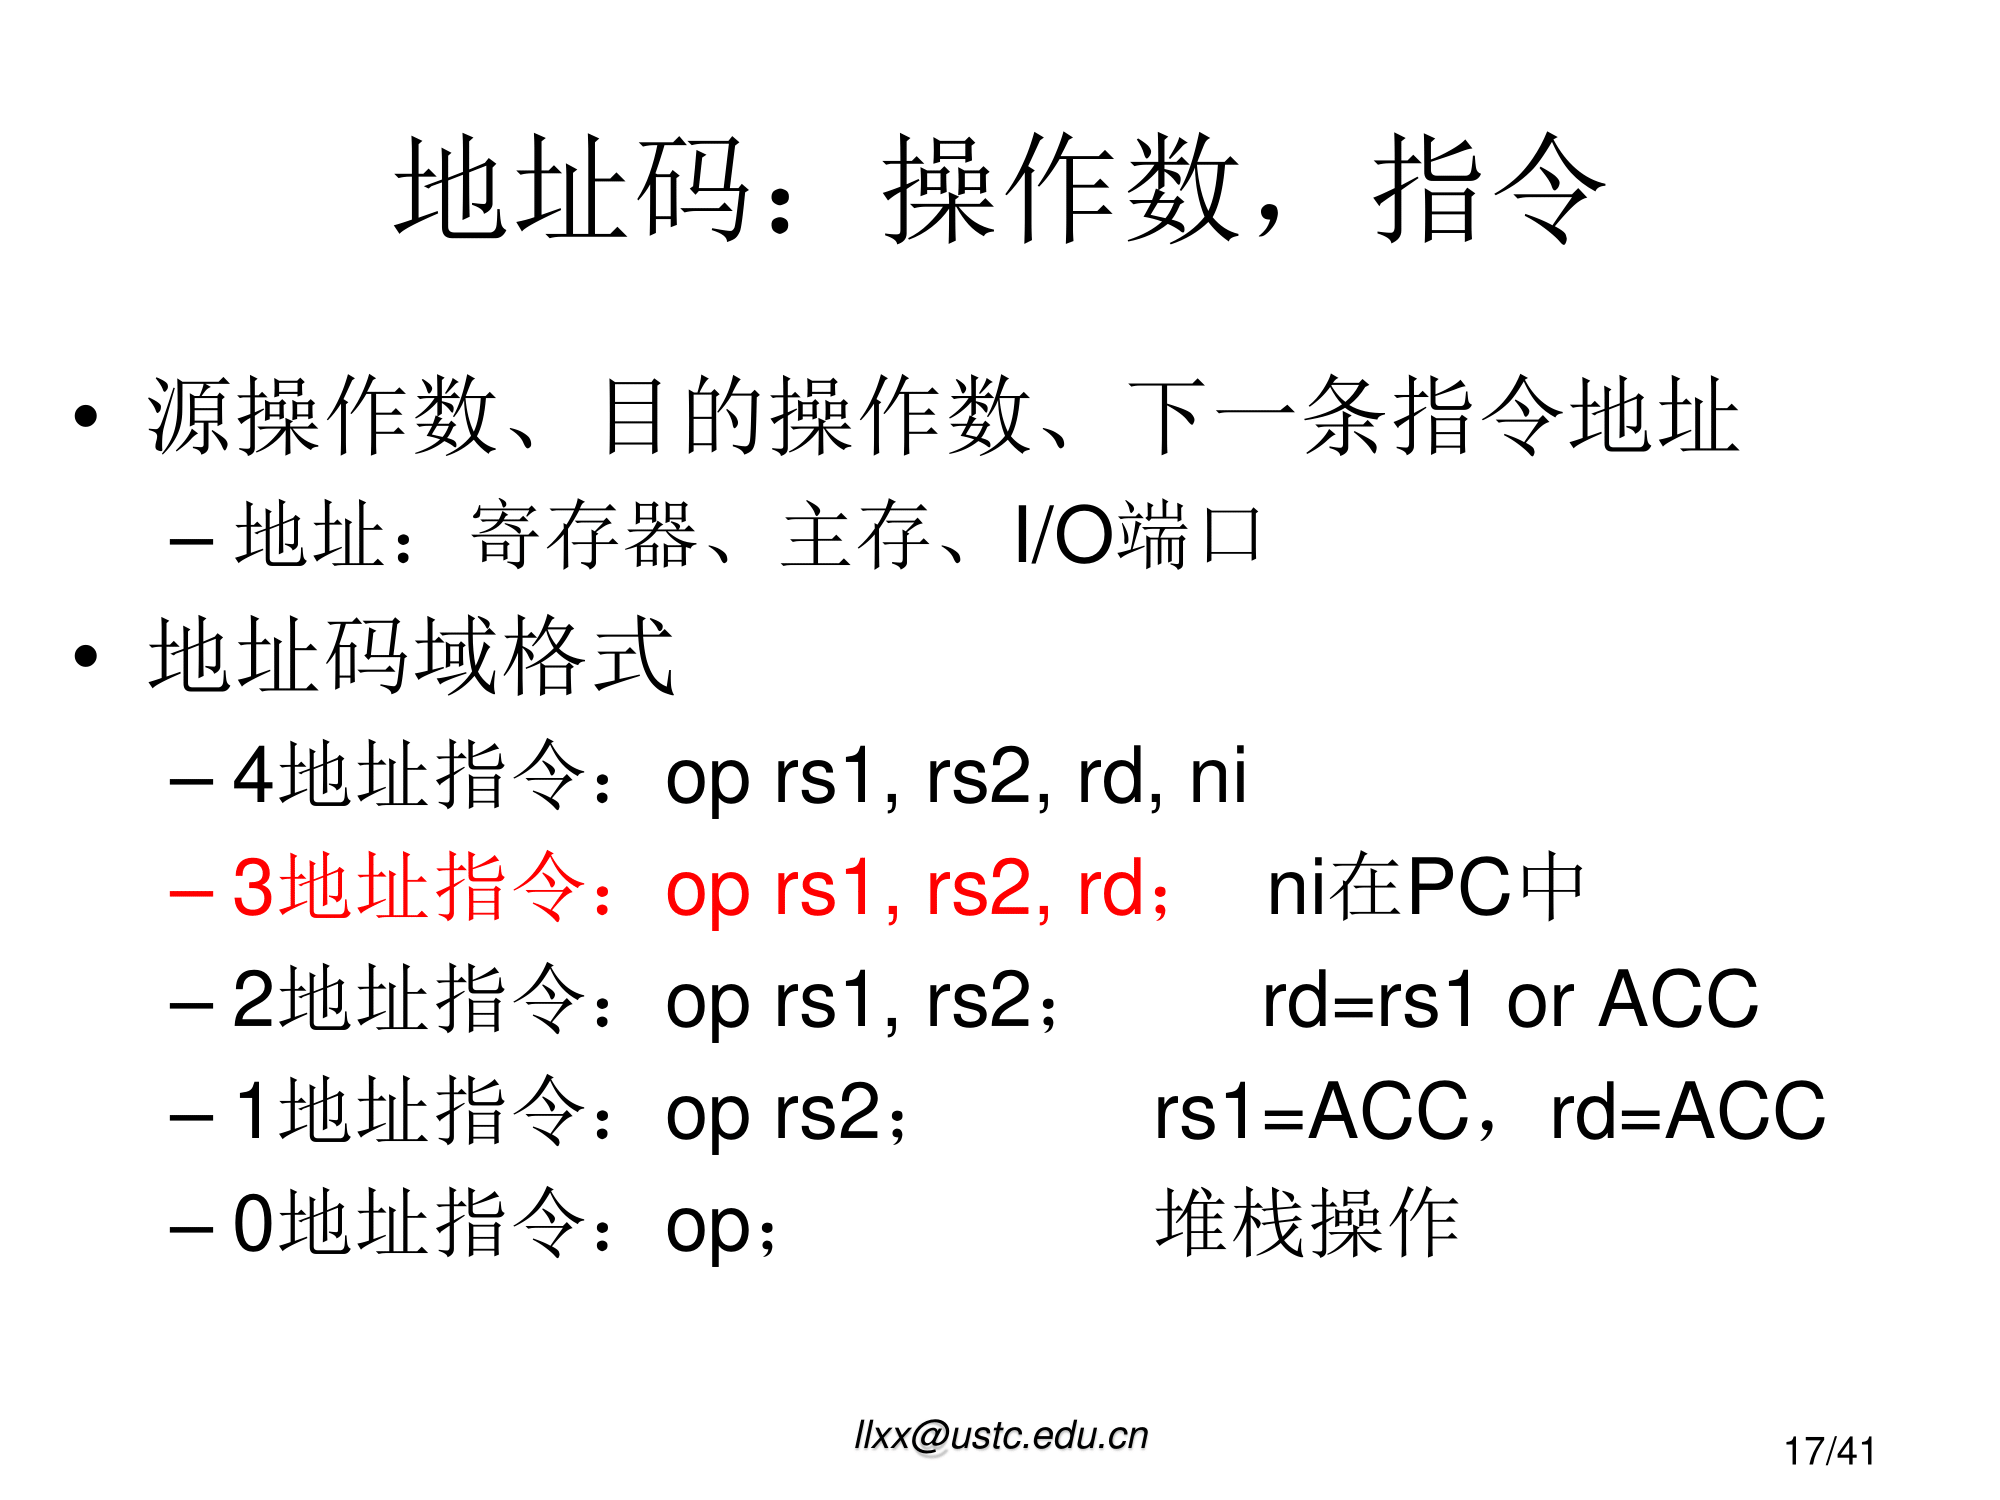 地址码：操作数，指令
• 源操作数、目的操作数、下一条指令地址
– 地址：寄存器、主存、I/O端口
• 地址码域格式
– 4地址指令：op rs1, rs2, rd, ni
– 3地址指令：op rs1, rs2, rd； ni在PC中
– 2地址指令：op rs1, rs2； rd=rs1 or ACC
– 1地址指令：op rs2； rs1=ACC，rd=ACC
– 0地址指令：op； 堆栈操作
llxx@ustc.edu.cn
17/41